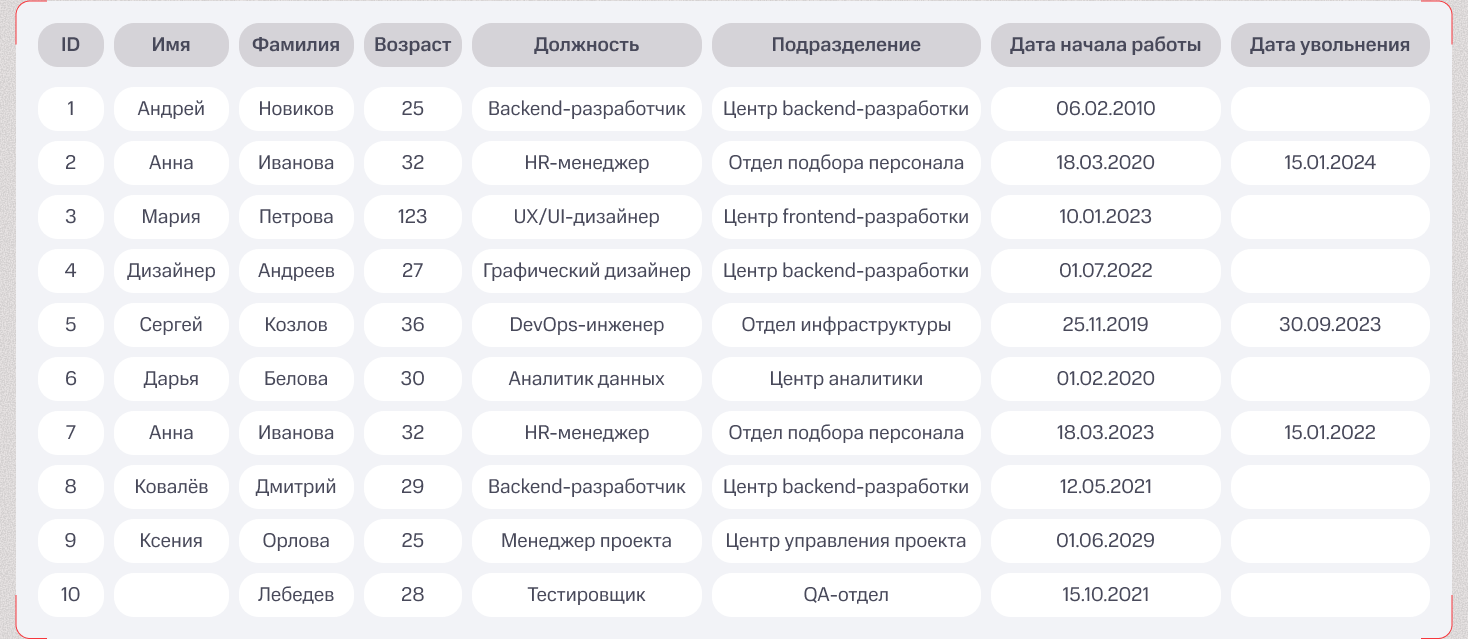 ID Имя Фамилия Возраст Должность Подразделение Дата начала работы Дата увольнения
1 Андрей Новиков 25 Backend-разработчик Центр backend-разработки 06.02.2010
2 Анна Иванова 32 HR-менеджер Отдел подбора персонала 18.03.2020 15.01.2024
3 Мария Петрова 123 UX/UI-дизайнер Центр frontend-разработки 10.01.2023
4 Дизайнер Андреев 27 Графический дизайнер Центр backend-разработки 01.07.2022
5 Сергей Козлов 36 DevOps-инженер Отдел инфраструктуры 25.11.2019 30.09.2023
6 Дарья Белова 30 Аналитик данных Центр аналитики 01.02.2020
7 Анна Иванова 32 HR-менеджер Отдел подбора персонала 18.03.2023 15.01.2022
8 Ковалёв Дмитрий 29 Backend-разработчик Центр backend-разработки 12.05.2021
9 Ксения Орлова 25 Менеджер проекта Центр управления проекта 01.06.2029
10 Лебедев 28 Тестировщик QA-отдел 15.10.2021